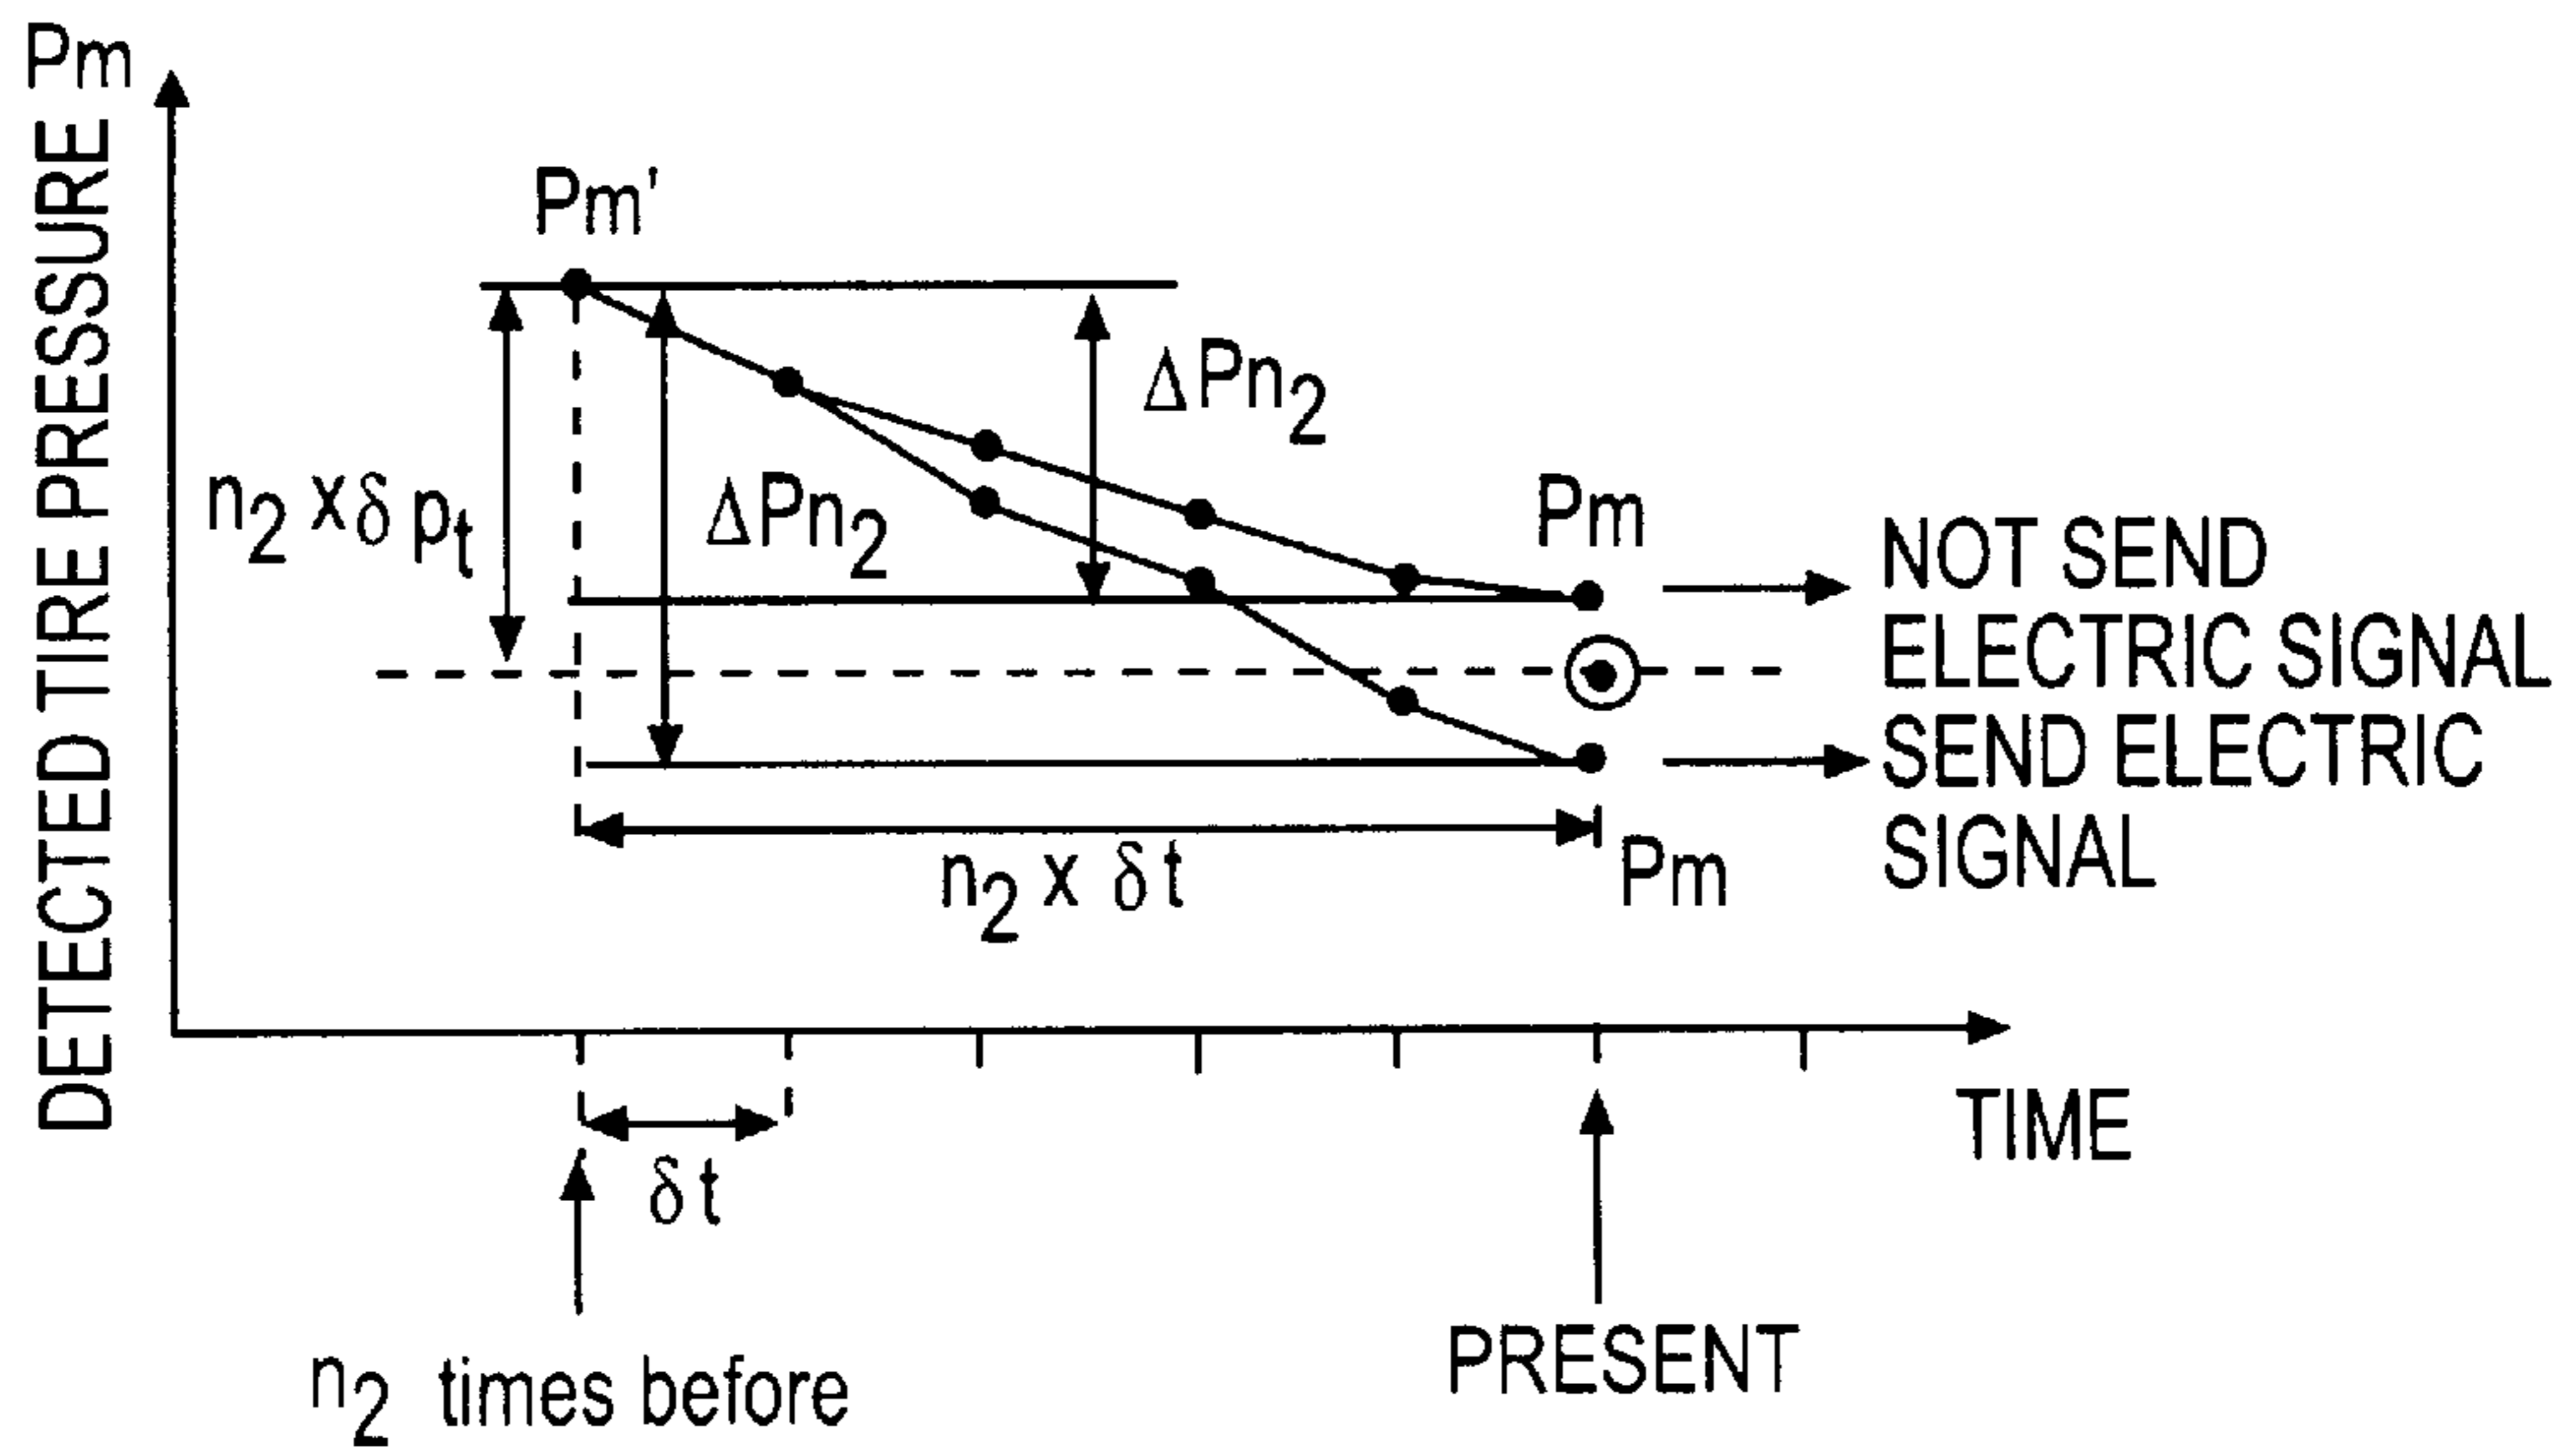 Pm
DETECTED TIRE PRESSURE
Pm'
ΔPn₂
n₂ x δ pₜ
ΔPn₂
Pm
NOT SEND
ELECTRIC SIGNAL
SEND ELECTRIC
SIGNAL
n₂ x δt
Pm
TIME
δt
PRESENT
n₂ times before